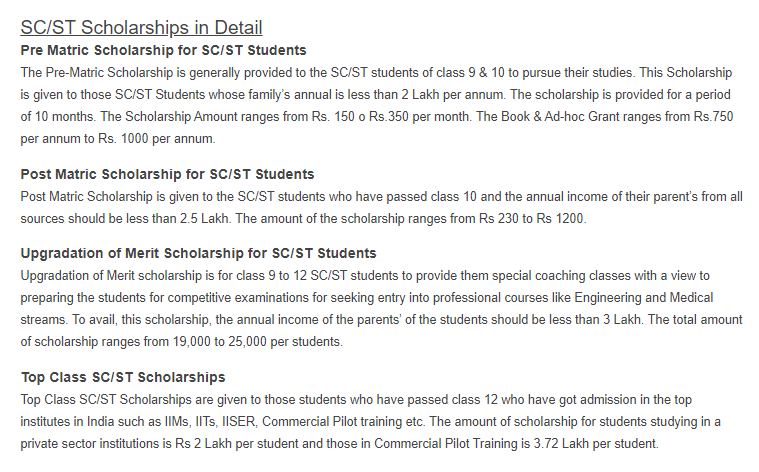 SC/ST Scholarships in Detail
Pre Matric Scholarship for SC/ST Students
The Pre-Matric Scholarship is generally provided to the SC/ST students of class 9 & 10 to pursue their studies. This Scholarship
is given to those SC/ST Students whose family's annual is less than 2 Lakh per annum. The scholarship is provided for a period
of 10 months. The Scholarship Amount ranges from Rs. 150 o Rs.350 per month. The Book & Ad-hoc Grant ranges from Rs.750
per annum to Rs. 1000 per annum.
Post Matric Scholarship for SC/ST Students
Post Matric Scholarship is given to the SC/ST students who have passed class 10 and the annual income of their parent's from all
sources should be less than 2.5 Lakh. The amount of the scholarship ranges from Rs 230 to Rs 1200.
Upgradation of Merit Scholarship for SC/ST Students
Upgradation of Merit scholarship is for class 9 to 12 SC/ST students to provide them special coaching classes with a view to
preparing the students for competitive examinations for seeking entry into professional courses like Engineering and Medical
streams. To avail, this scholarship, the annual income of the parents' of the students should be less than 3 Lakh. The total amount
of scholarship ranges from 19,000 to 25,000 per students.
Top Class SC/ST Scholarships
Top Class SC/ST Scholarships are given to those students who have passed class 12 who have got admission in the top
institutes in India such as IIMs, IITs, IISER, Commercial Pilot training etc. The amount of scholarship for students studying in a
private sector institutions is Rs 2 Lakh per student and those in Commercial Pilot Training is 3.72 Lakh per student.